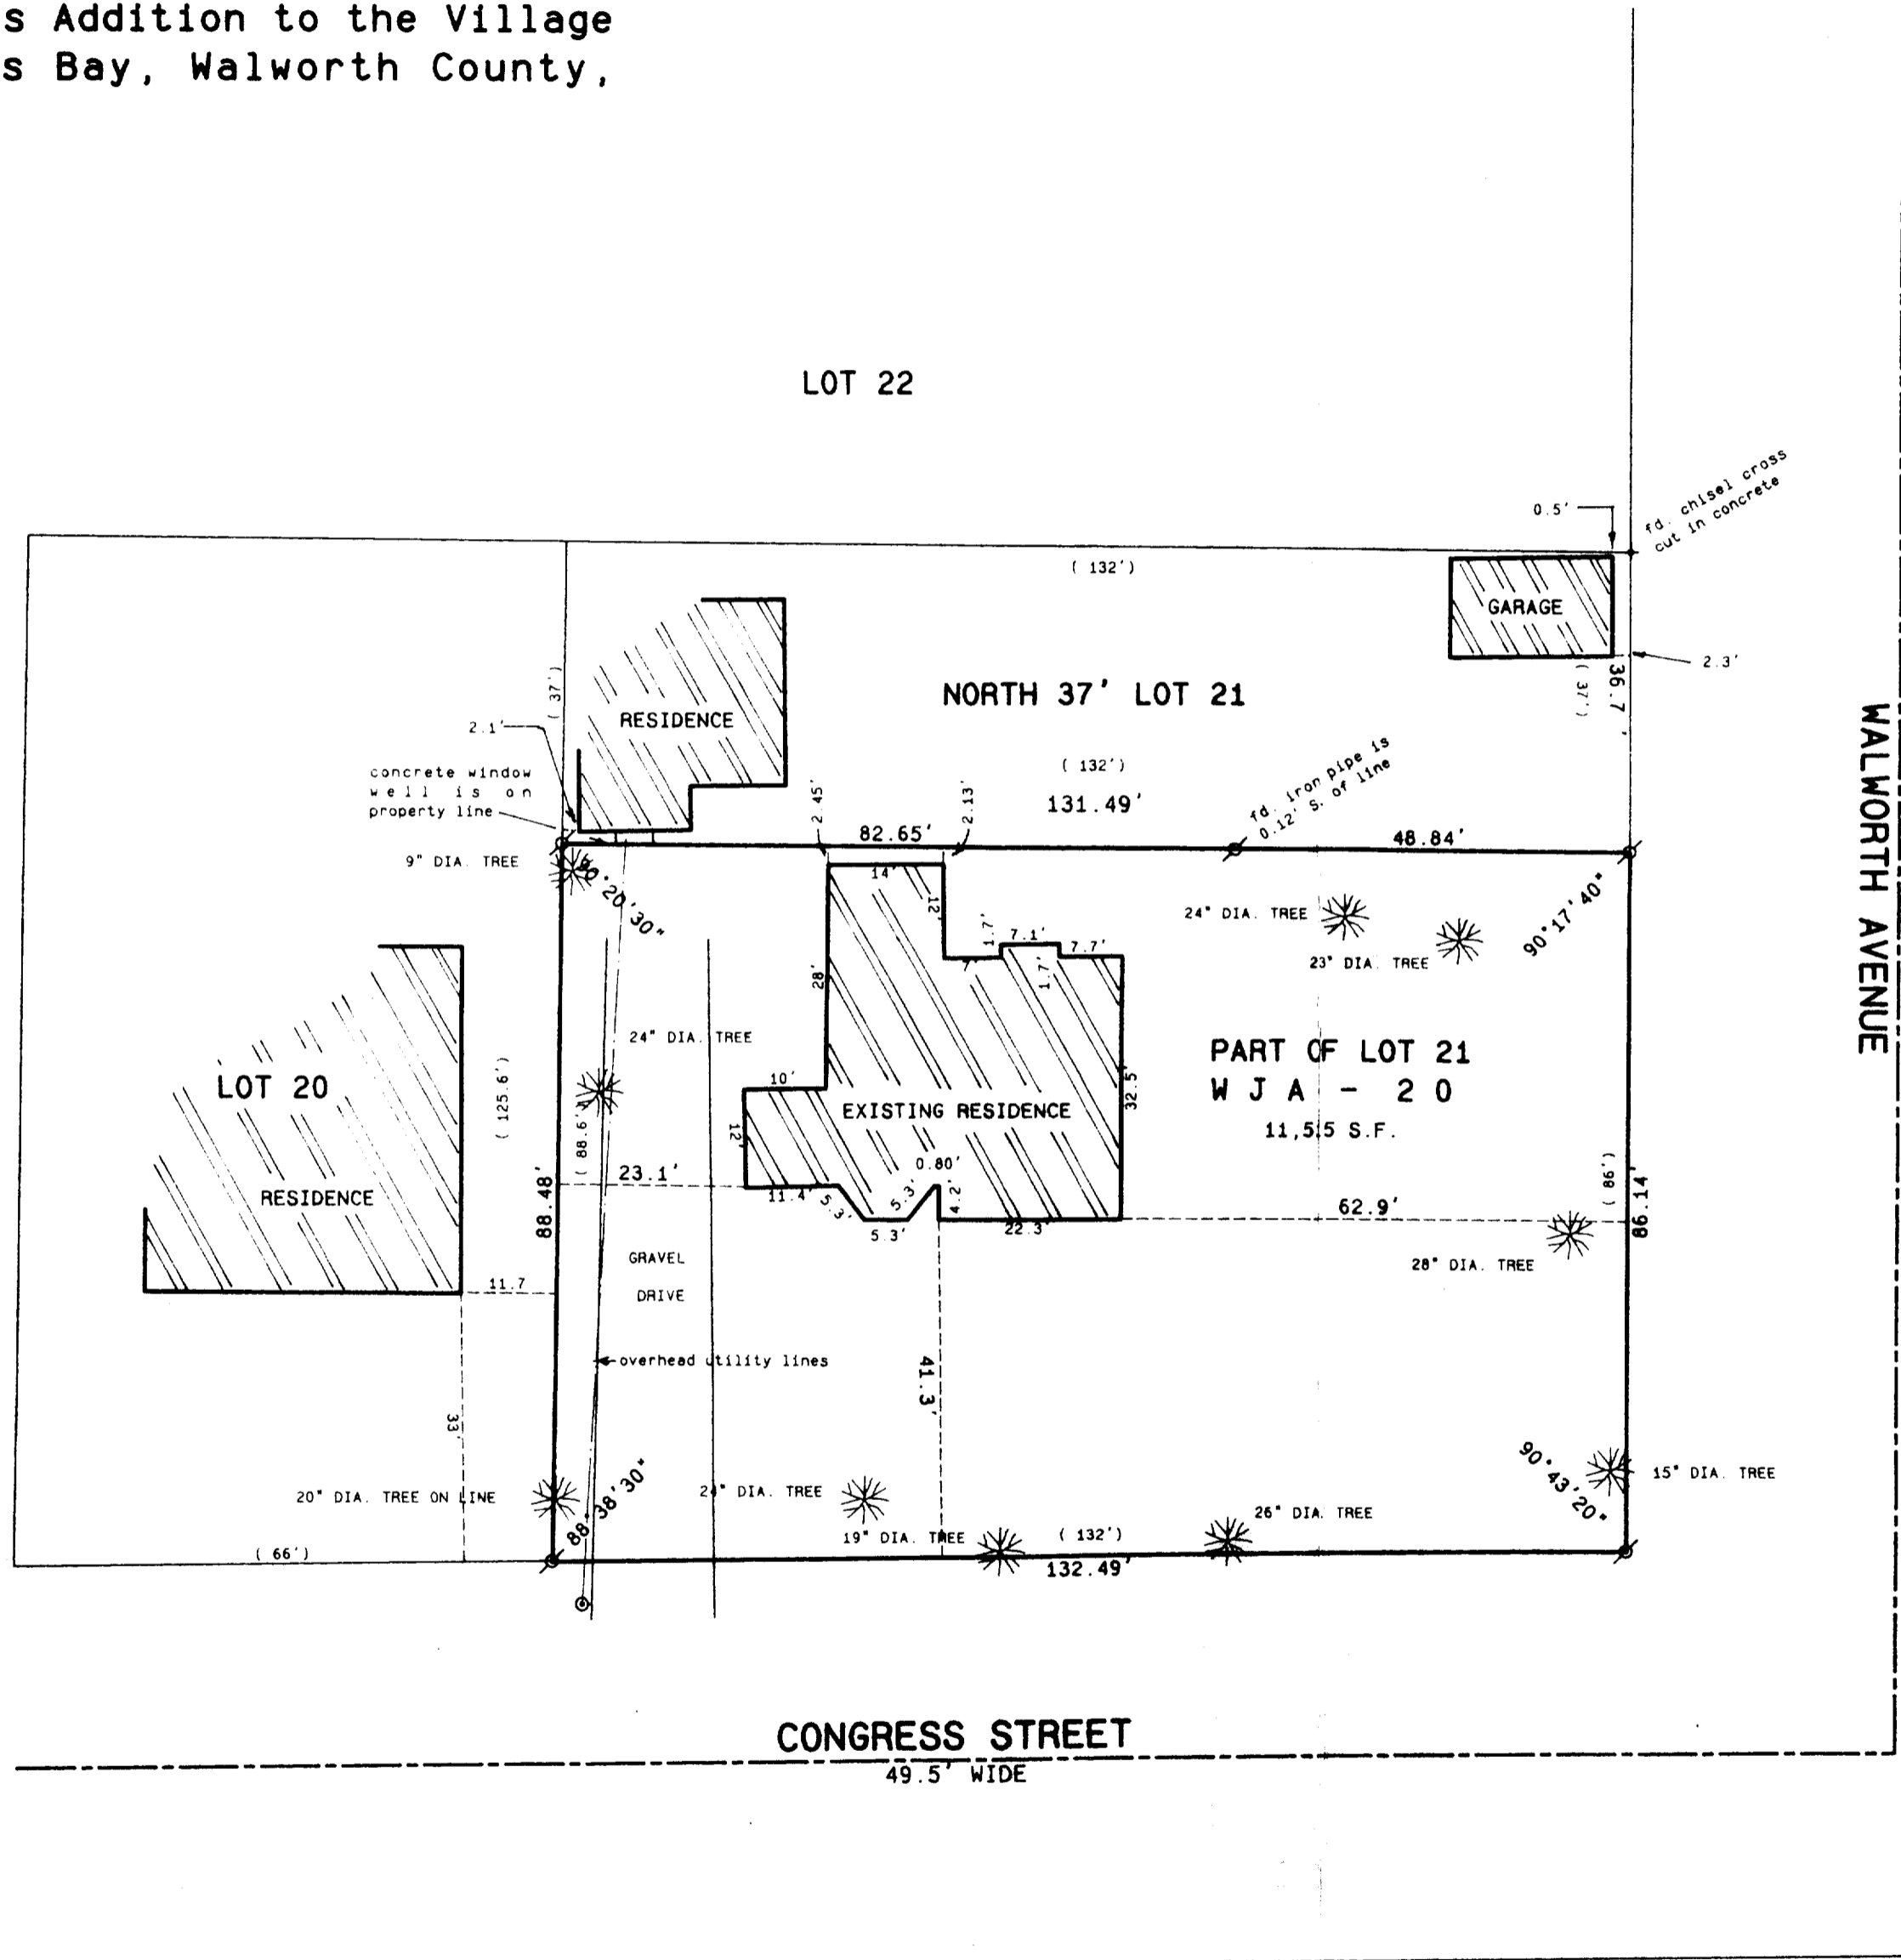 s Addition to the Village
s Bay, Walworth County,
LOT 22
0.5'
fd. chisel cross
cut in concrete
( 132')
GARAGE
2.3'
36.7'
( 37')
( 37')
RESIDENCE
NORTH 37' LOT 21
2.1'
concrete window
well is on
property line
( 132')
131.49'
fd. iron pipe is
0.12' S. of line
2.45'
2.13'
82.65'
48.84'
WALWORTH AVENUE
9" DIA. TREE
90°20'30"
90°17'40"
14'
12'
24" DIA. TREE
23" DIA. TREE
1.7'
7.1'
7.7'
7'
1.7'
28'
24" DIA. TREE
PART OF LOT 21
W J A - 2 0
S.F.
LOT 20
( 125.6')
( 88.6')
10'
12'
EXISTING RESIDENCE
32.5'
0.80'
RESIDENCE
88.48'
23.1'
11.4'
5.3'
5.3'
5.3'
4.2'
22.3'
62.9'
( 86')
86.14'
28" DIA. TREE
GRAVEL
DRIVE
11.7
overhead utility lines
41.3'
33'
88°38'30"
90°43'20"
15" DIA. TREE
20" DIA. TREE ON LINE
24" DIA. TREE
19" DIA. TREE
( 132')
26" DIA. TREE
( 66')
132.49'
CONGRESS STREET
49.5' WIDE